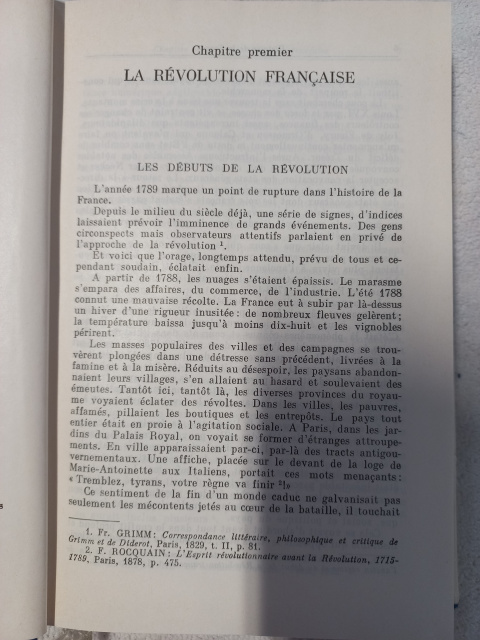 Chapitre premier
LA RÉVOLUTION FRANÇAISE
LES DÉBUTS DE LA RÉVOLUTION
L'année 1789 marque un point de rupture dans l'histoire de la
France.
Depuis le milieu du siècle déjà, une série de signes, d'indices
laissaient prévoir l'imminence de grands événements. Des gens
circonspects mais observateurs attentifs parlaient en privé de
l'approche de la révolution ¹.
Et voici que l'orage, longtemps attendu, prévu de tous et ce-
pendant soudain, éclatait enfin.
A partir de 1788, les nuages s'étaient épaissis. Le marasme
s'empara des affaires, du commerce, de l'industrie. L'été 1788
connut une mauvaise récolte. La France eut à subir par là-dessus
un hiver d'une rigueur inusitée : de nombreux fleuves gelèrent;
la température baissa jusqu'à moins dix-huit et les vignobles
périrent.
Les masses populaires des villes et des campagnes se trou-
vèrent plongées dans une détresse sans précédent, livrées à la
famine et à la misère. Réduits au désespoir, les paysans abandon-
naient leurs villages, s'en allaient au hasard et soulevaient des
émeutes. Tantôt ici, tantôt là, les diverses provinces du royau-
me voyaient éclater des révoltes. Dans les villes, les pauvres,
affamés, pillaient les boutiques et les entrepôts. Le pays tout
entier était en proie à l'agitation sociale. A Paris, dans les jar-
dins du Palais Royal, on voyait se former d'étranges attroupe-
ments. En ville apparaissaient par-ci, par-là des tracts antigou-
vernementaux. Une affiche, placée sur le devant de la loge de
Marie-Antoinette aux Italiens, portait ces mots menaçants:
« Tremblez, tyrans, votre règne va finir ²!»
Ce sentiment de la fin d'un monde caduc ne galvanisait pas
seulement les mécontents jetés au cœur de la bataille, il touchait
1. Fr. GRIMM : Correspondance littéraire, philosophique et critique de
Grimm et de Diderot, Paris, 1829, t. II, p. 81.
2. F. ROCQUAIN : L'Esprit révolutionnaire avant la Révolution, 1715-
1789, Paris, 1878, p. 475.